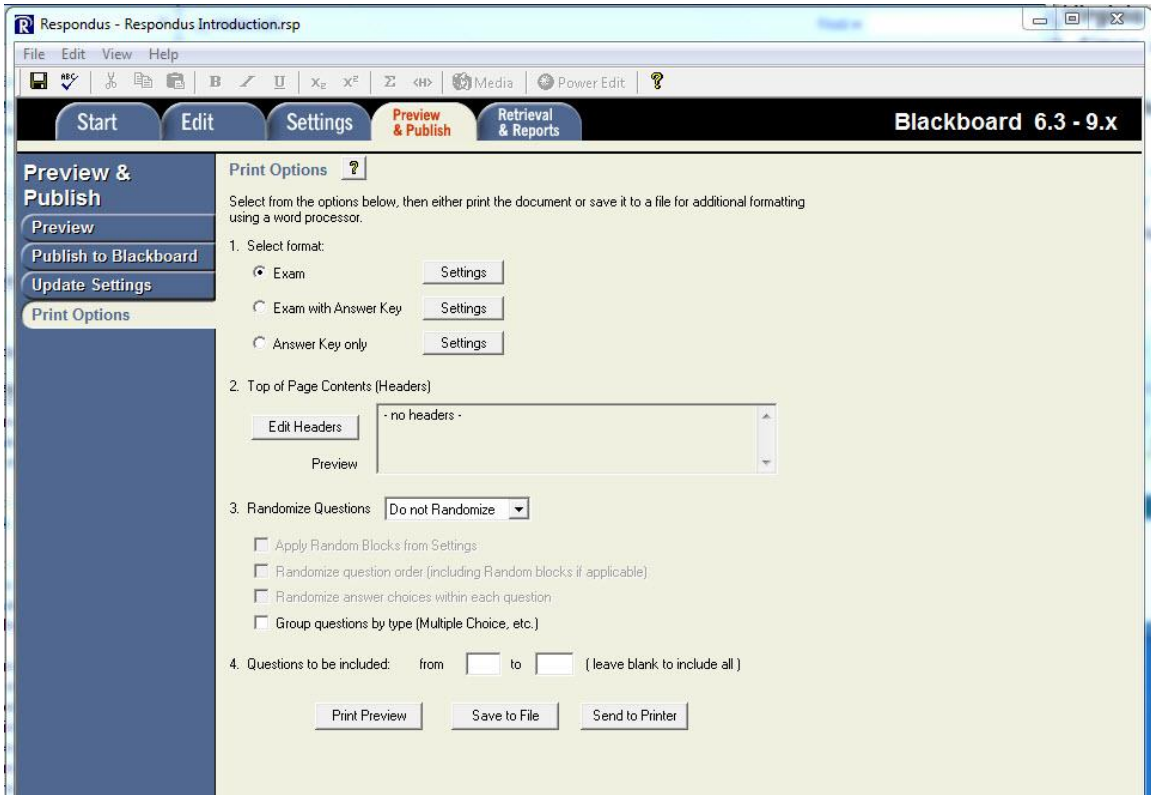 Respondus - Respondus Introduction.rsp
File Edit View Help
ABC B I U X₂ X² Σ <H> Media Power Edit ?
Start Edit Settings Preview & Publish Retrieval & Reports Blackboard 6.3 - 9.x
Preview & Publish
Preview
Publish to Blackboard
Update Settings
Print Options
Print Options ?
Select from the options below, then either print the document or save it to a file for additional formatting
using a word processor.
1. Select format:
Exam Settings
Exam with Answer Key Settings
Answer Key only Settings
2. Top of Page Contents (Headers)
Edit Headers - no headers -
Preview
3. Randomize Questions Do not Randomize
Apply Random Blocks from Settings
Randomize question order (including Random blocks if applicable)
Randomize answer choices within each question
Group questions by type (Multiple Choice, etc.)
4. Questions to be included: from to ( leave blank to include all )
Print Preview Save to File Send to Printer